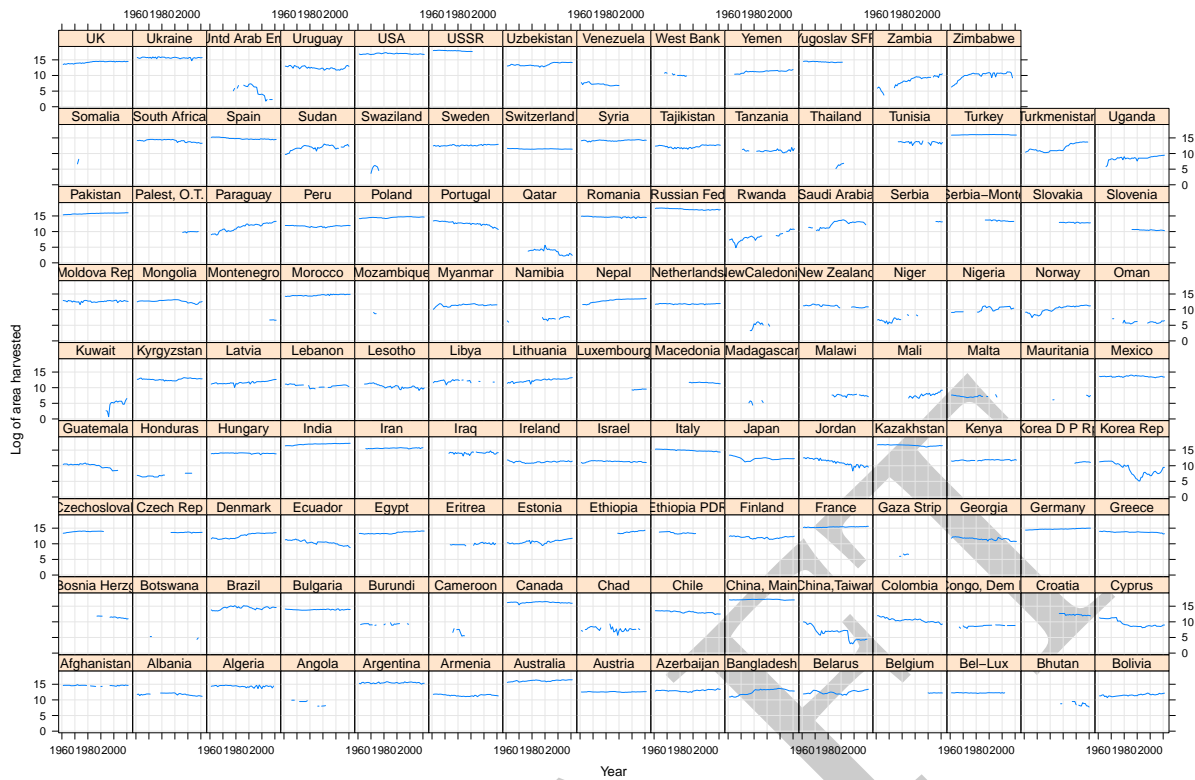 1960 1980 2000 1960 1980 2000 1960 1980 2000 1960 1980 2000 1960 1980 2000 1960 1980 2000 1960 1980 2000
UK Ukraine Untd Arab Em Uruguay USA USSR Uzbekistan Venezuela West Bank Yemen Yugoslav SFR Zambia Zimbabwe
15
10
5
0
Somalia South Africa Spain Sudan Swaziland Sweden Switzerland Syria Tajikistan Tanzania Thailand Tunisia Turkey Turkmenistan Uganda
15
10
5
0
Pakistan Palest, O.T. Paraguay Peru Poland Portugal Qatar Romania Russian Fed Rwanda Saudi Arabia Serbia Serbia−Monte Slovakia Slovenia
15
10
5
0
Moldova Rep Mongolia Montenegro Morocco Mozambique Myanmar Namibia Nepal Netherlands NewCaledonia New Zealand Niger Nigeria Norway Oman
15
10
5
0
Kuwait Kyrgyzstan Latvia Lebanon Lesotho Libya Lithuania Luxembourg Macedonia Madagascar Malawi Mali Malta Mauritania Mexico
15
10
5
0
Guatemala Honduras Hungary India Iran Iraq Ireland Israel Italy Japan Jordan Kazakhstan Kenya Korea D P Rp Korea Rep
15
10
5
0
Czechoslovak Czech Rep Denmark Ecuador Egypt Eritrea Estonia Ethiopia Ethiopia PDR Finland France Gaza Strip Georgia Germany Greece
15
10
5
0
Bosnia Herzg Botswana Brazil Bulgaria Burundi Cameroon Canada Chad Chile China, Main China,Taiwan Colombia Congo, Dem Croatia Cyprus
15
10
5
0
Afghanistan Albania Algeria Angola Argentina Armenia Australia Austria Azerbaijan Bangladesh Belarus Belgium Bel−Lux Bhutan Bolivia
15
10
5
0
1960 1980 2000 1960 1980 2000 1960 1980 2000 1960 1980 2000 1960 1980 2000 1960 1980 2000 1960 1980 2000 1960 1980 2000
Year
Log of area harvested